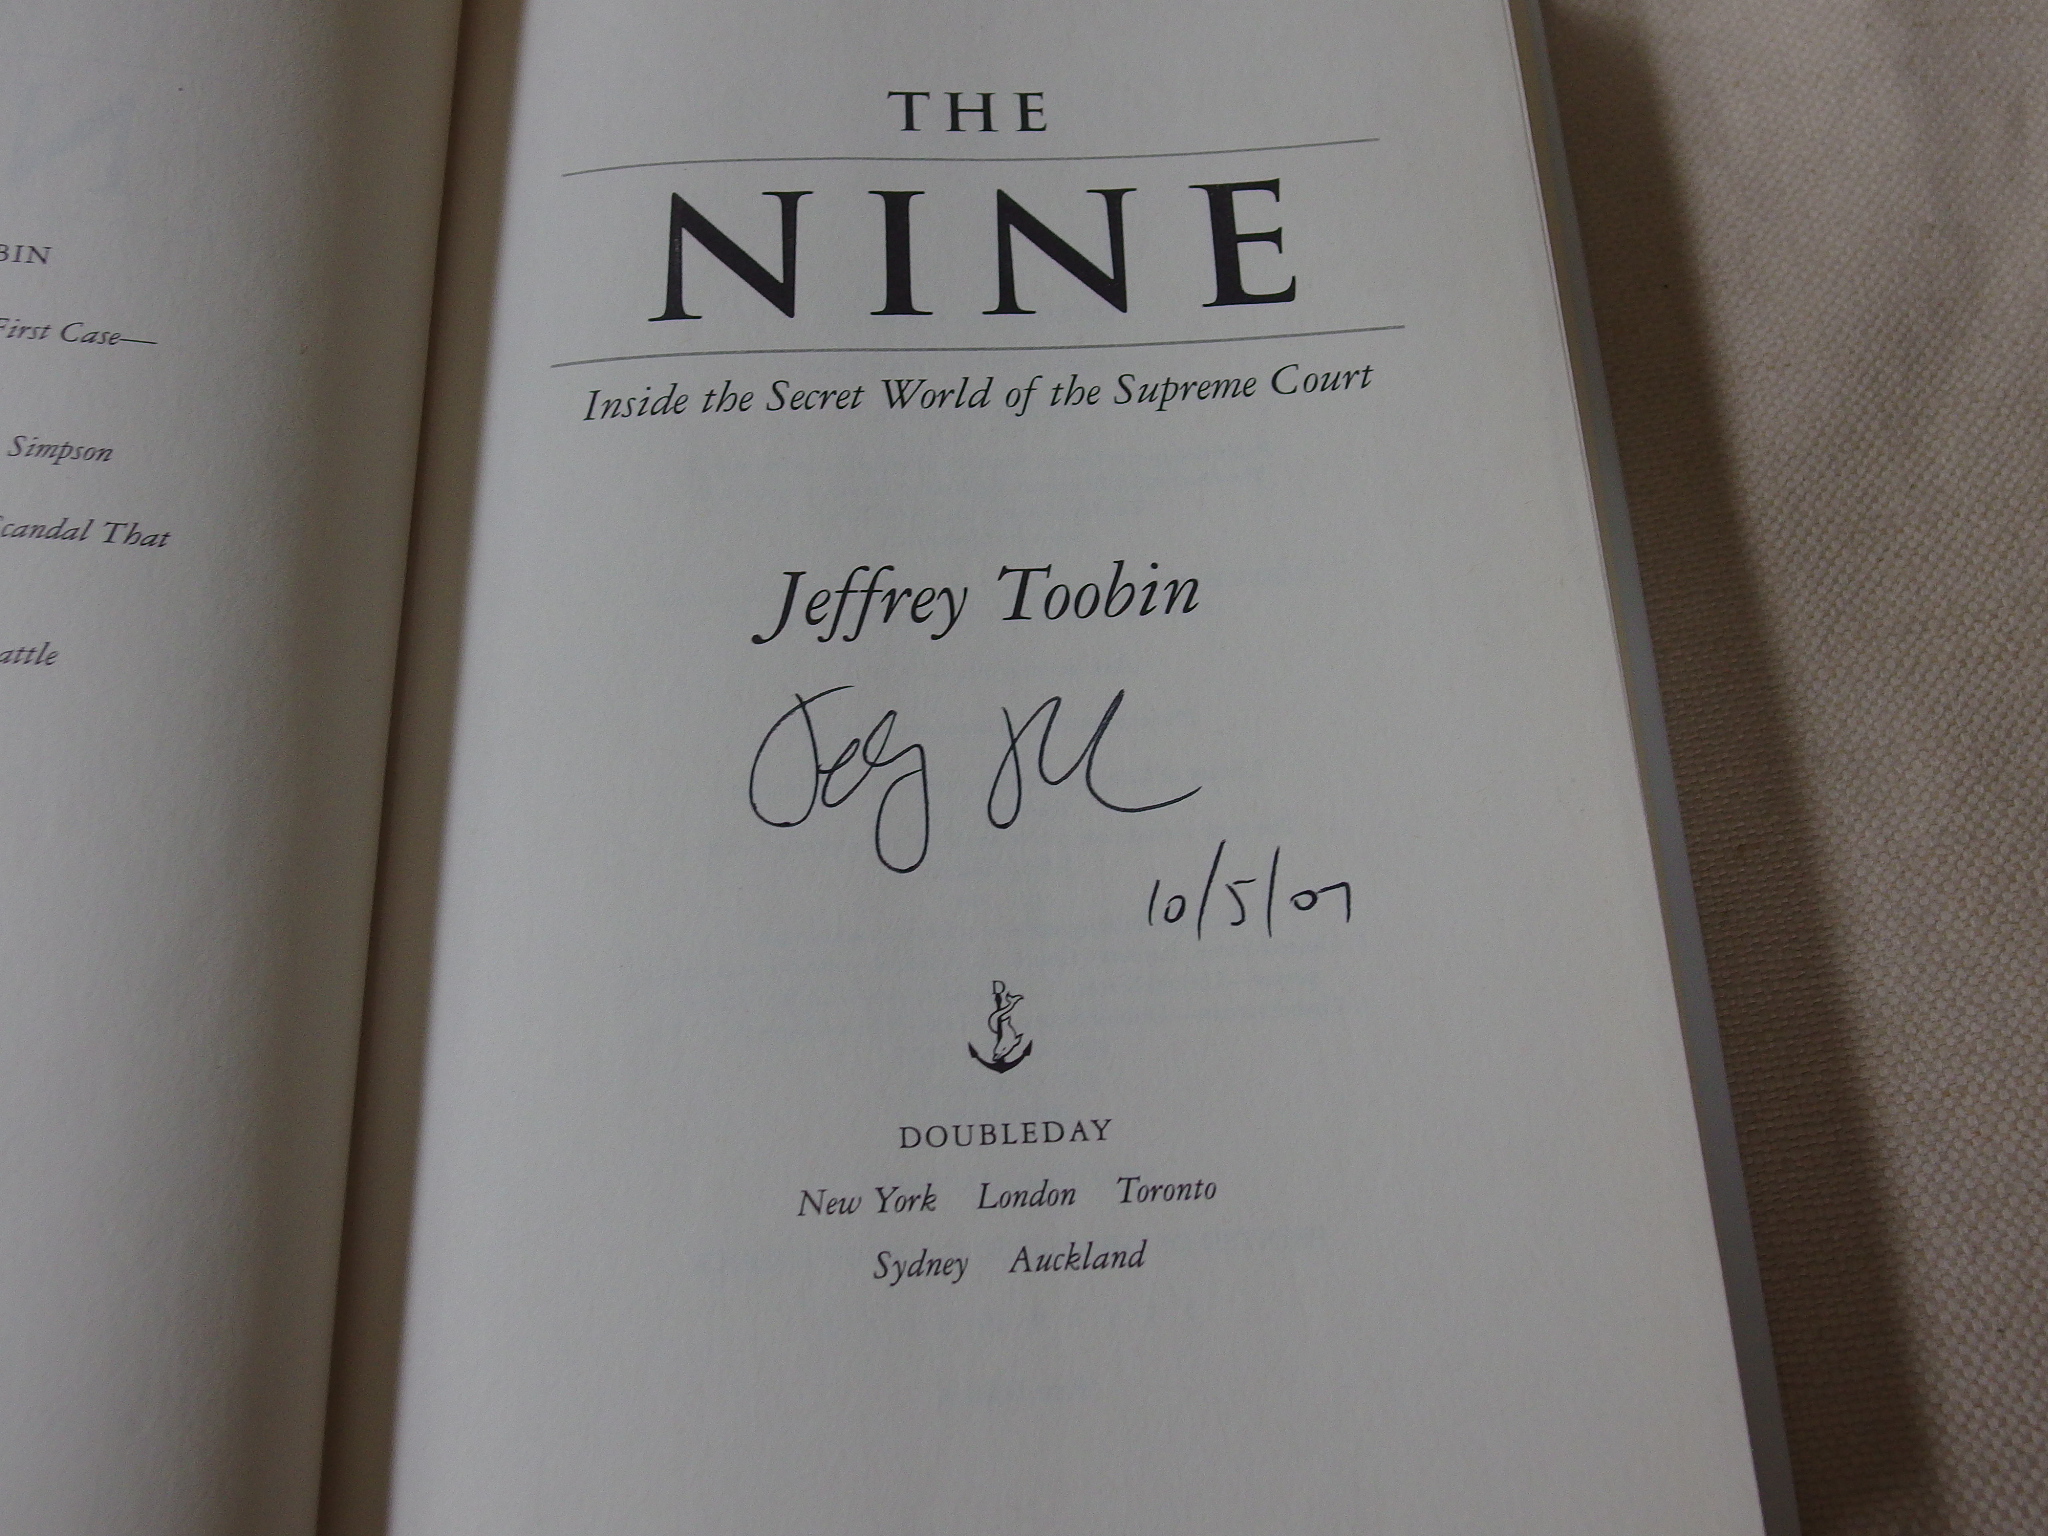 BIN
First Case—
Simpson
Scandal That
attle
THE
NINE
Inside the Secret World of the Supreme Court
Jeffrey Toobin
10/5/07
D
DOUBLEDAY
New York London Toronto
Sydney Auckland